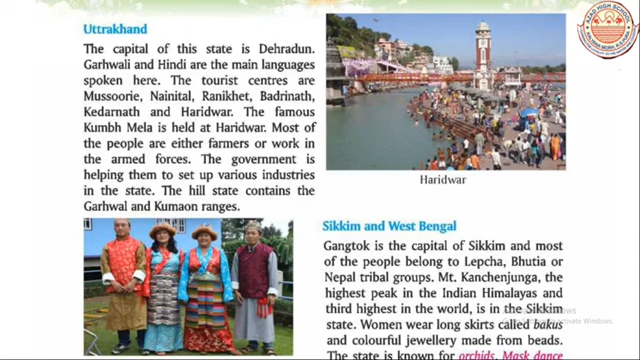 Uttrakhand
The capital of this state is Dehradun.
Garhwali and Hindi are the main languages
spoken here. The tourist centres are
Mussoorie, Nainital, Ranikhet, Badrinath,
Kedarnath and Haridwar. The famous
Kumbh Mela is held at Haridwar. Most of
the people are either farmers or work in
the armed forces. The government is
helping them to set up various industries
in the state. The hill state contains the
Garhwal and Kumaon ranges.
Haridwar
Sikkim and West Bengal
Gangtok is the capital of Sikkim and most
of the people belong to Lepcha, Bhutia or
Nepal tribal groups. Mt. Kanchenjunga, the
highest peak in the Indian Himalayas and
third highest in the world, is in the Sikkim
state. Women wear long skirts called bakus
and colourful jewellery made from beads.
The state is known for orchids. Mask dance
AZAD HIGH SCHOOL
Windows